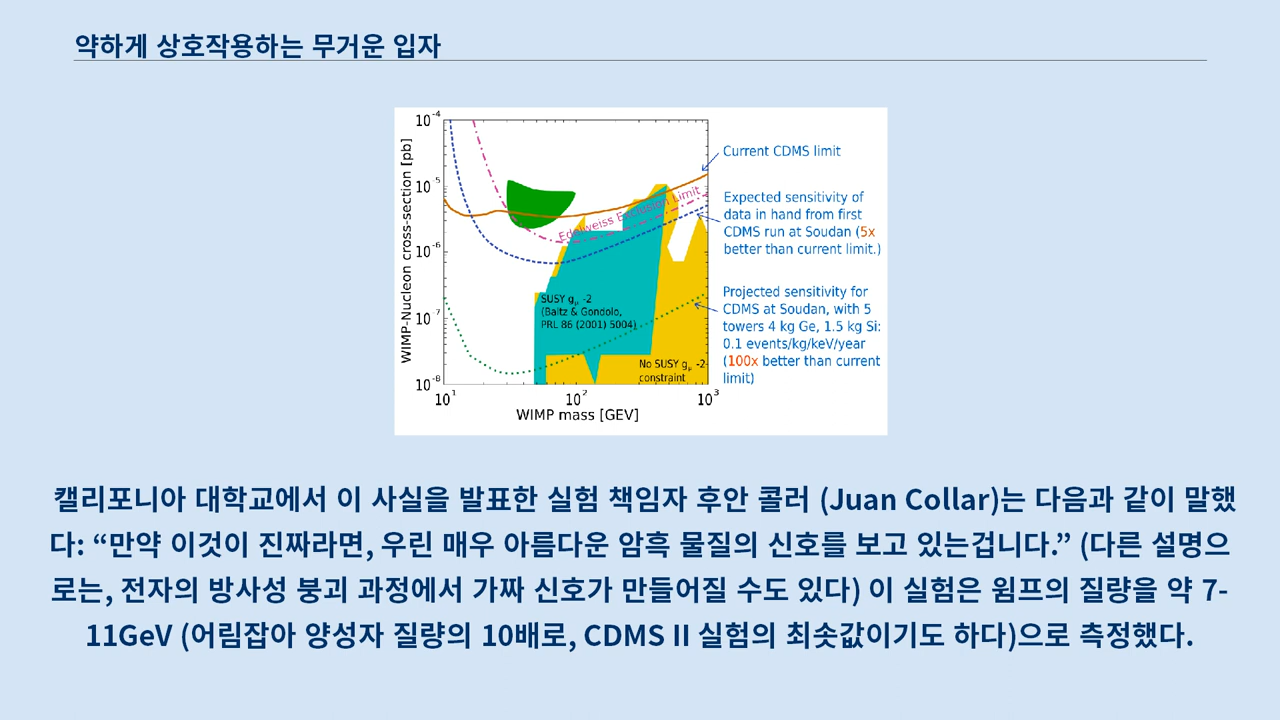 약하게 상호작용하는 무거운 입자
10-4
10-5
10-6
10-7
10-8
WIMP-Nucleon cross-section [pb]
Edelweiss Exclusion Limit
SUSY gμ -2
(Baltz & Gondolo,
PRL 86 (2001) 5004)
No SUSY gμ -2
constraint
101
102
103
WIMP mass [GEV]
Current CDMS limit
Expected sensitivity of
data in hand from first
CDMS run at Soudan (5x
better than current limit.)
Projected sensitivity for
CDMS at Soudan, with 5
towers 4 kg Ge, 1.5 kg Si:
0.1 events/kg/keV/year
(100x better than current
limit)
캘리포니아 대학교에서 이 사실을 발표한 실험 책임자 후안 콜러 (Juan Collar)는 다음과 같이 말했
다: “만약 이것이 진짜라면, 우린 매우 아름다운 암흑 물질의 신호를 보고 있는겁니다.” (다른 설명으
로는, 전자의 방사성 붕괴 과정에서 가짜 신호가 만들어질 수도 있다) 이 실험은 윔프의 질량을 약 7-
11GeV (어림잡아 양성자 질량의 10배로, CDMS II 실험의 최솟값이기도 하다)으로 측정했다.